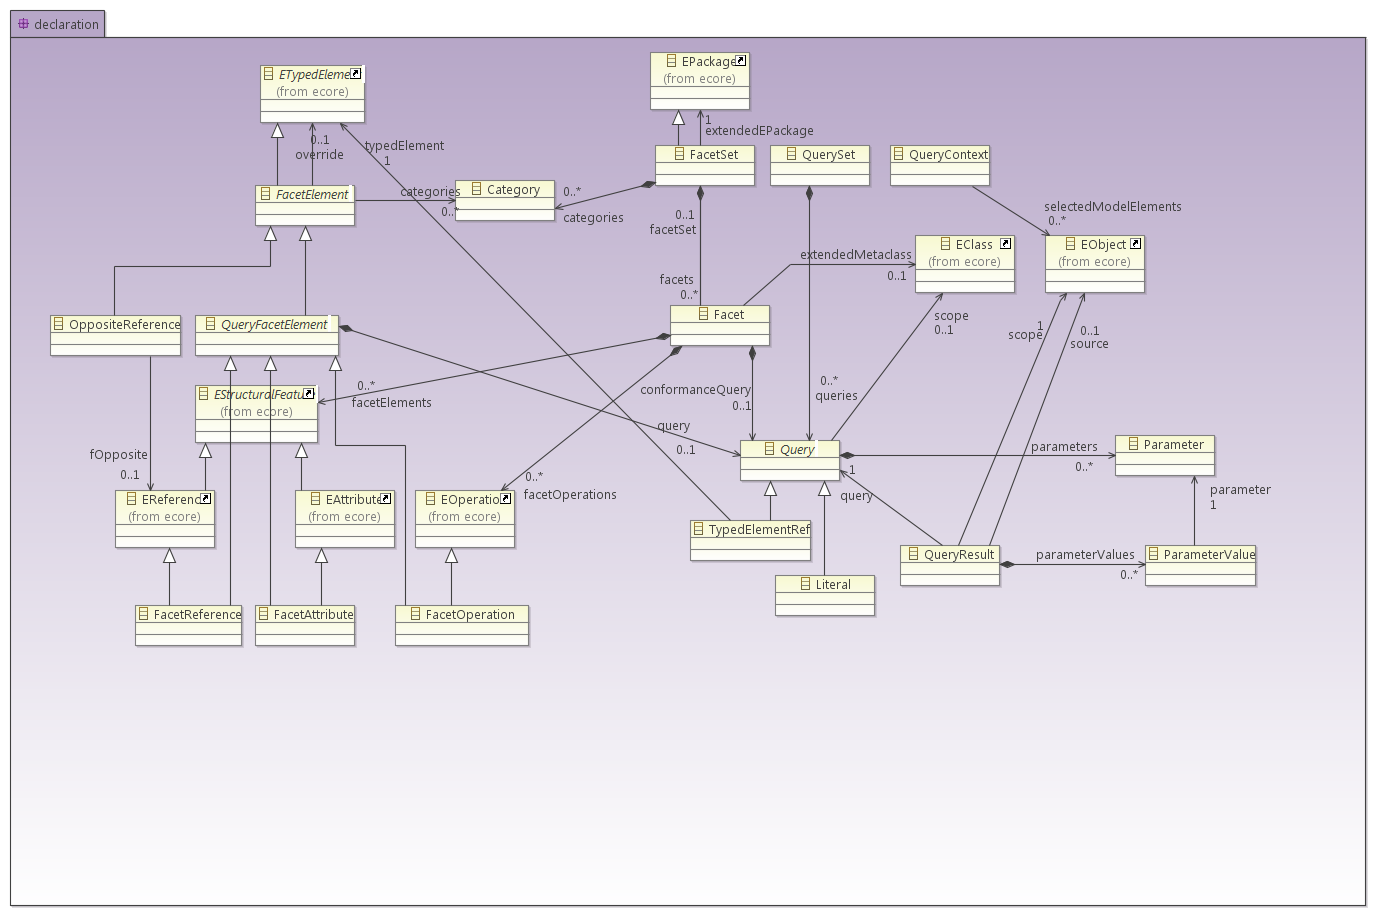 declaration
ETypedEleme
(from ecore)
EPackage
(from ecore)
0..1
override
typedElement
1
1
extendedEPackage
FacetSet
QuerySet
QueryContext
FacetElement
categories
0..*
Category
0..*
categories
0..1
facetSet
selectedModelElements
0..*
extendedMetaclass
0..1
EClass
(from ecore)
EObject
(from ecore)
facets
0..*
OppositeReference
QueryFacetElement
Facet
scope
0..1
1
scope
0..1
source
EStructuralFeatur
(from ecore)
0..*
facetElements
conformanceQuery
0..1
0..*
queries
query
0..1
fOpposite
0..1
Query
parameters
0..*
Parameter
1
query
0..*
facetOperations
parameter
1
EReferenc
(from ecore)
EAttribute
(from ecore)
EOperatio
(from ecore)
TypedElementRef
QueryResult
parameterValues
0..*
ParameterValue
Literal
FacetReference
FacetAttribute
FacetOperation